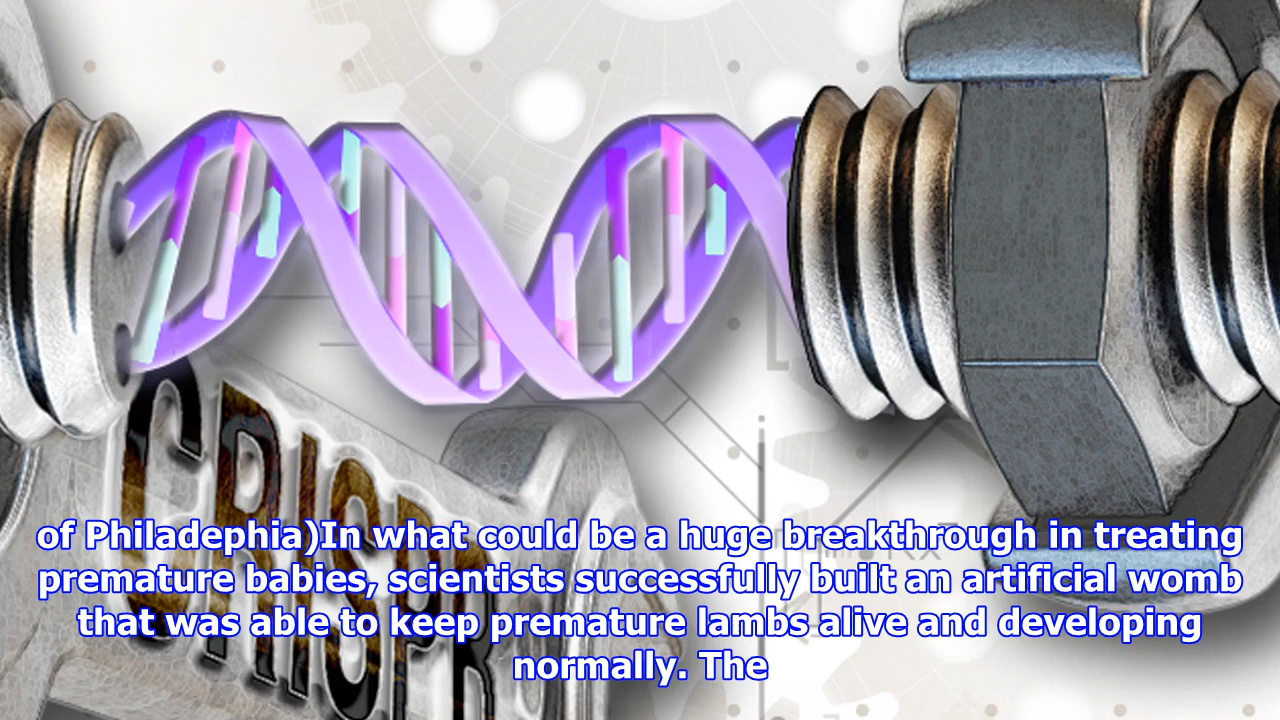 CRISPR
of Philadephia)In what could be a huge breakthrough in treating
premature babies, scientists successfully built an artificial womb
that was able to keep premature lambs alive and developing
normally. The